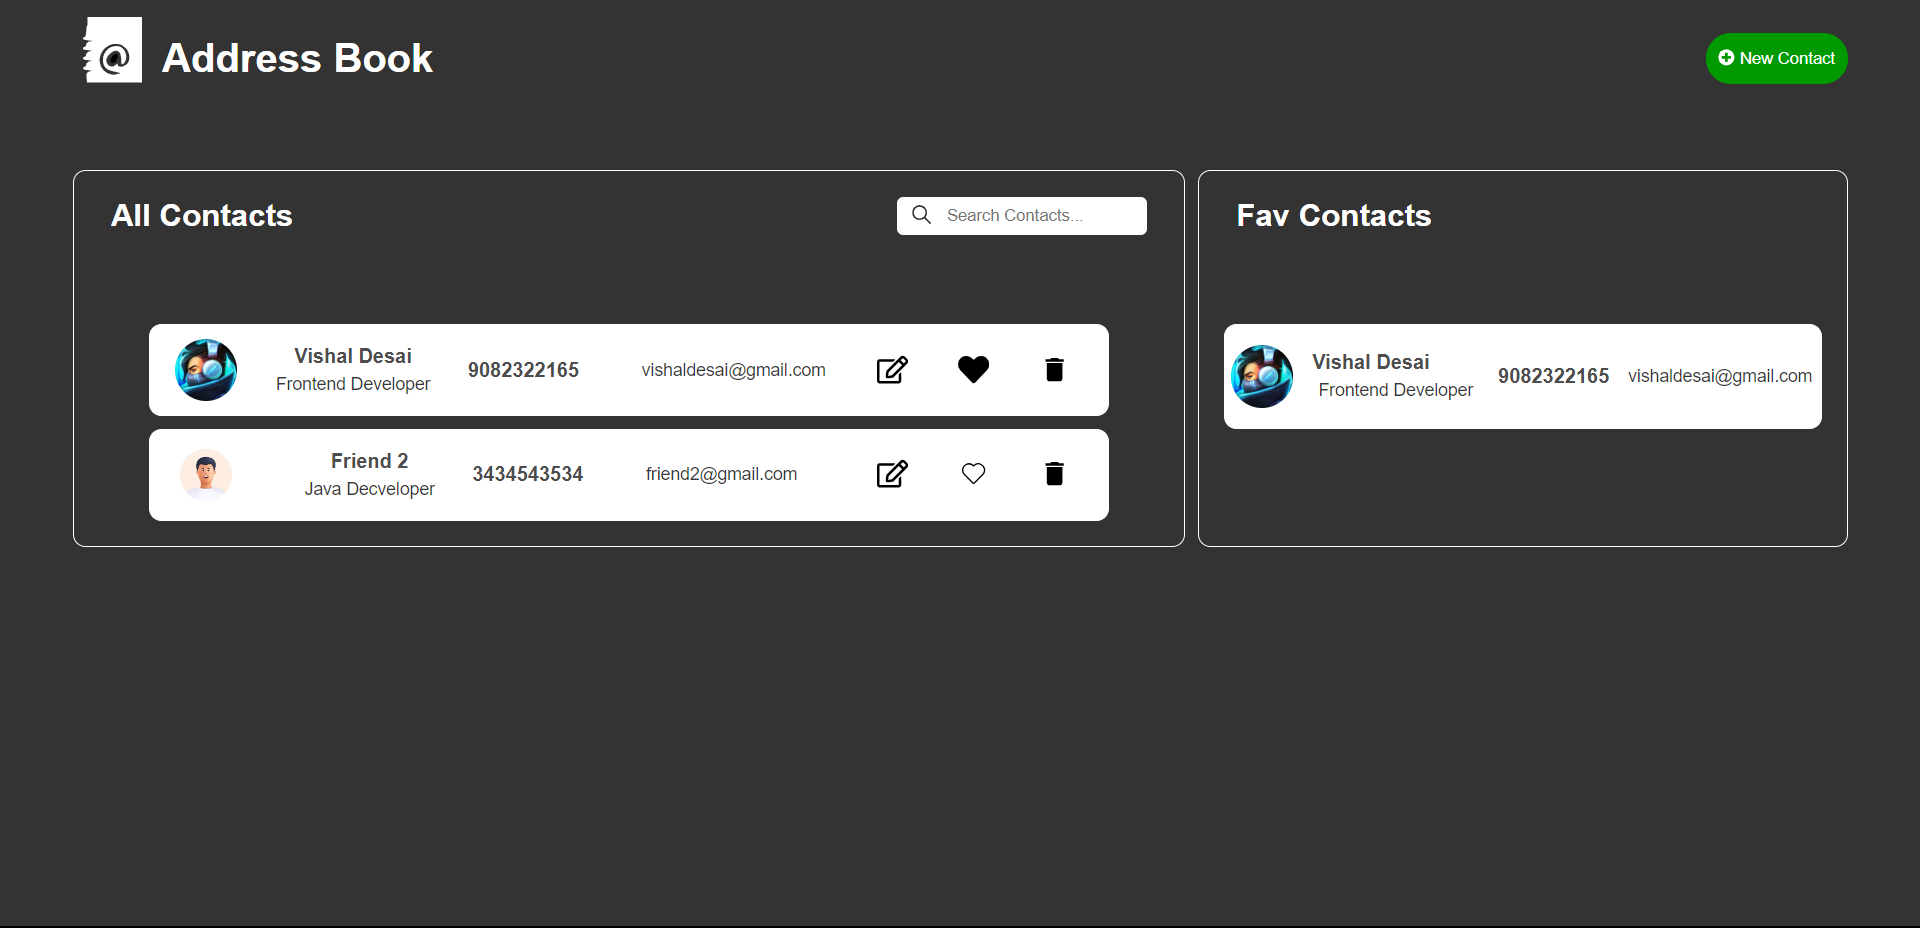 @
Address Book
New Contact
All Contacts
Search Contacts...
Vishal Desai
Frontend Developer
9082322165
vishaldesai@gmail.com
Friend 2
Java Decveloper
3434543534
friend2@gmail.com
Fav Contacts
Vishal Desai
Frontend Developer
9082322165
vishaldesai@gmail.com